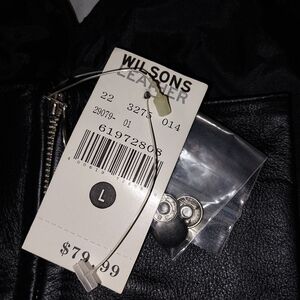 WILSONS
LEATHER
22 3275 014
29079- 01
61972808
L
$79.99